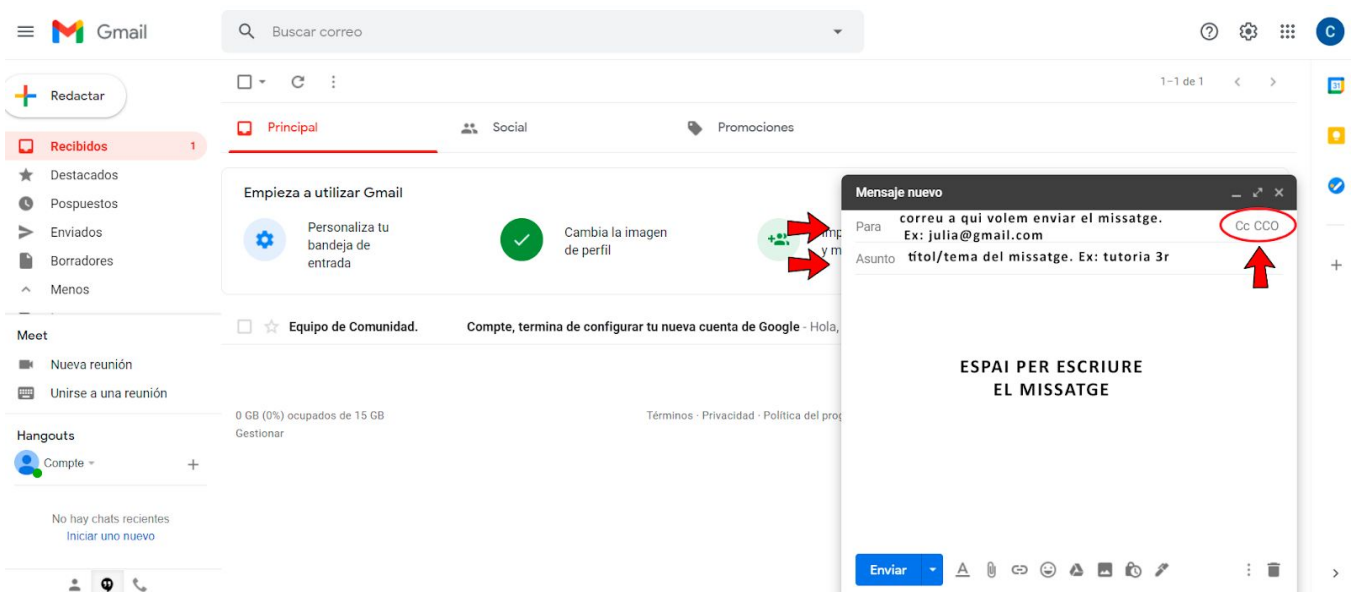 Gmail
Buscar correo
C
Redactar
1-1 de 1
31
Principal
Social
Promociones
Recibidos 1
Destacados
Pospuestos
Enviados
Borradores
Menos
Meet
Nueva reunión
Unirse a una reunión
Hangouts
Compte
No hay chats recientes
Iniciar uno nuevo
Empieza a utilizar Gmail
Personaliza tu
bandeja de
entrada
Cambia la imagen
de perfil
Imp
y m
Equipo de Comunidad. Compte, termina de configurar tu nueva cuenta de Google - Hola,
0 GB (0%) ocupados de 15 GB
Gestionar
Términos · Privacidad · Política del prog
Mensaje nuevo
Para correu a qui volem enviar el missatge. Cc CCO
Ex: julia@gmail.com
Asunto títol/tema del missatge. Ex: tutoria 3r
ESPAI PER ESCRIURE
EL MISSATGE
Enviar